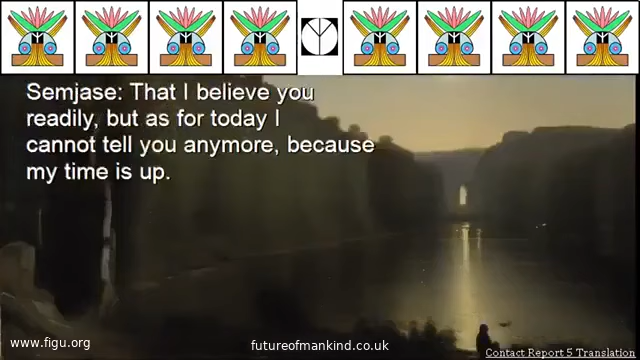 Semjase: That I believe you
readily, but as for today I
cannot tell you anymore, because
my time is up.
www.figu.org
futureofmankind.co.uk
Contact Report 5 Translation